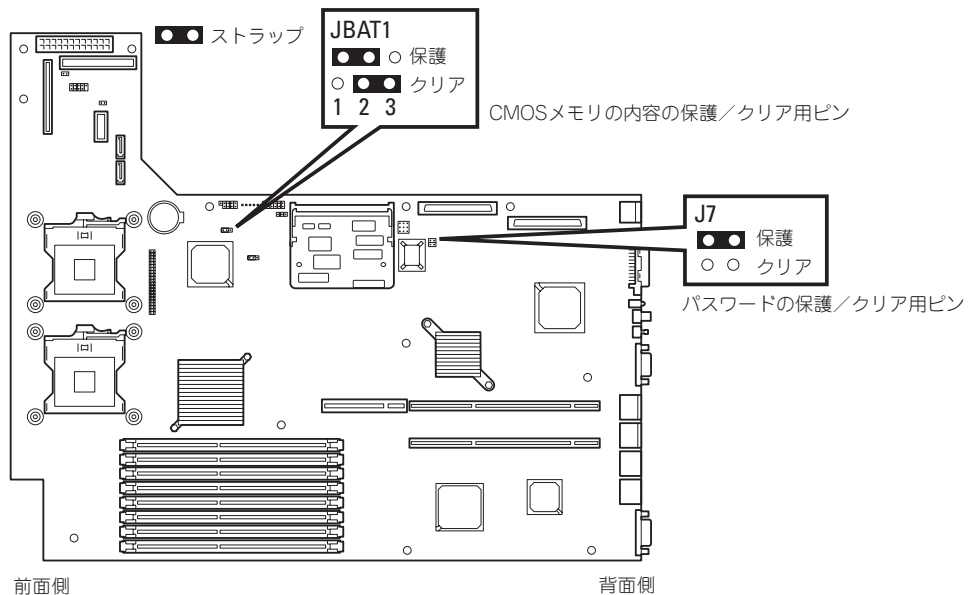 ストラップ
JBAT1
保護
クリア
1 2 3
CMOSメモリの内容の保護／クリア用ピン
J7
保護
クリア
パスワードの保護／クリア用ピン
前面側
背面側